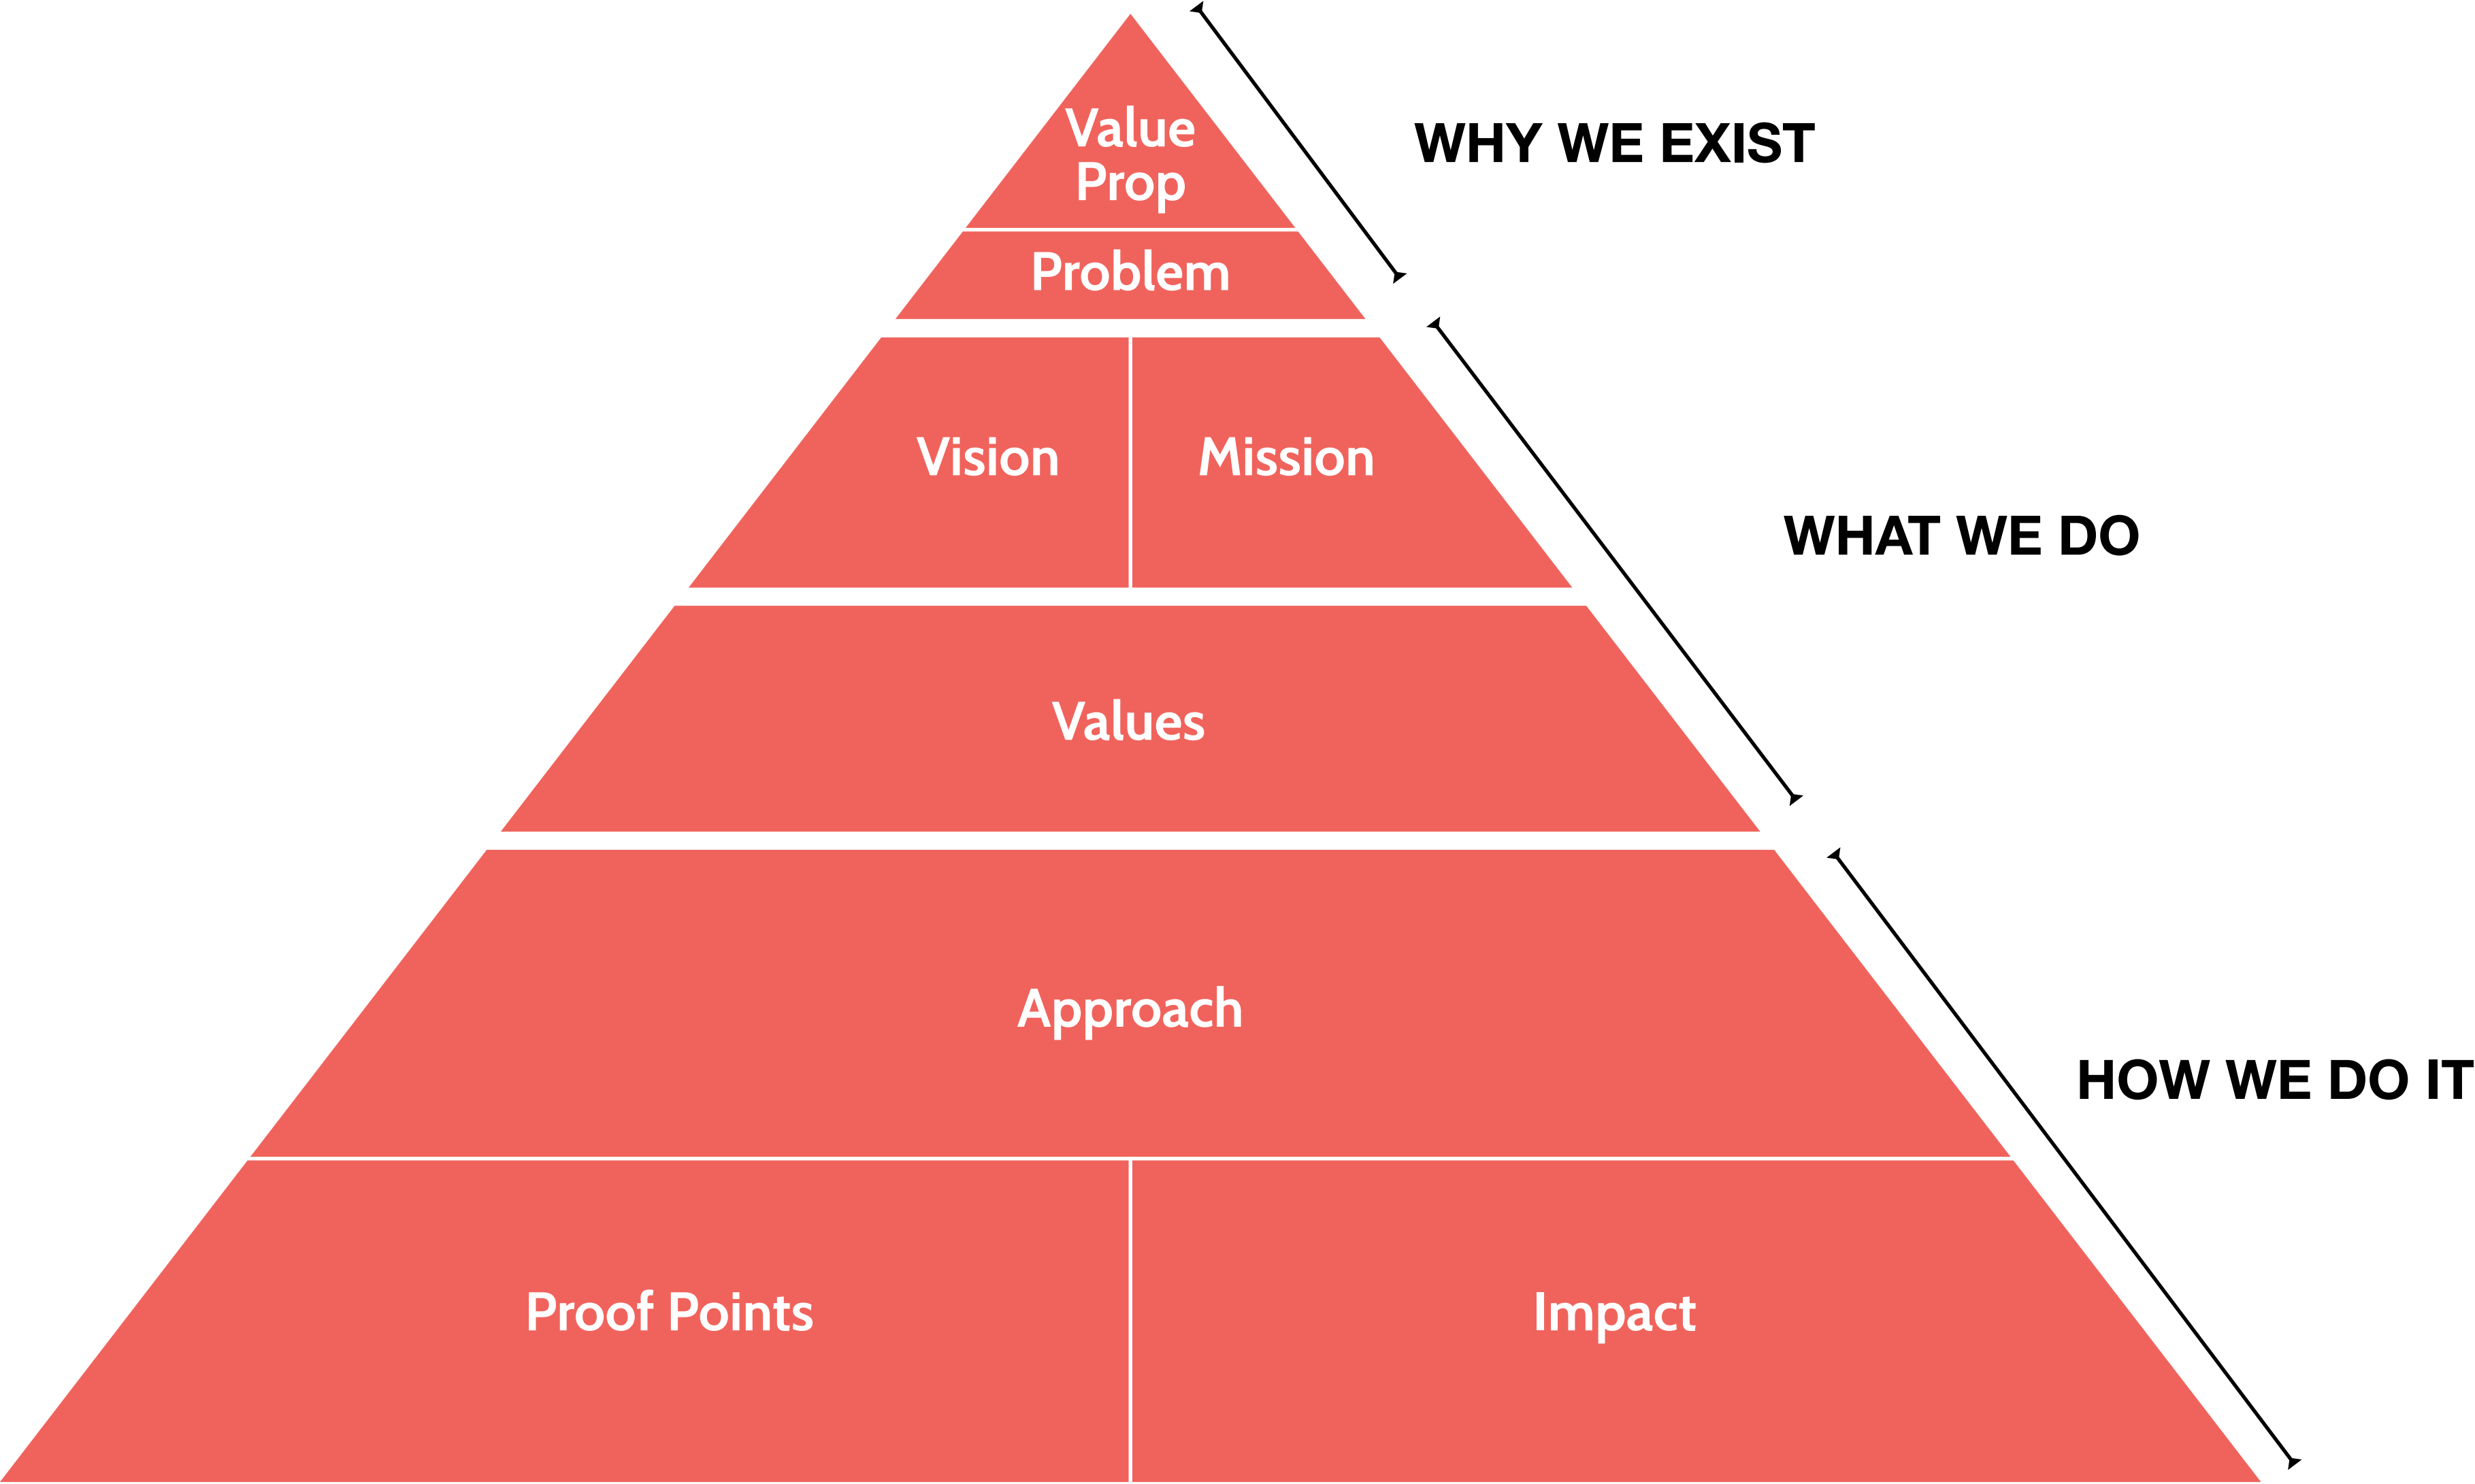 Value
Prop
WHY WE EXIST
Problem
Vision
Mission
WHAT WE DO
Values
Approach
HOW WE DO IT
Proof Points
Impact